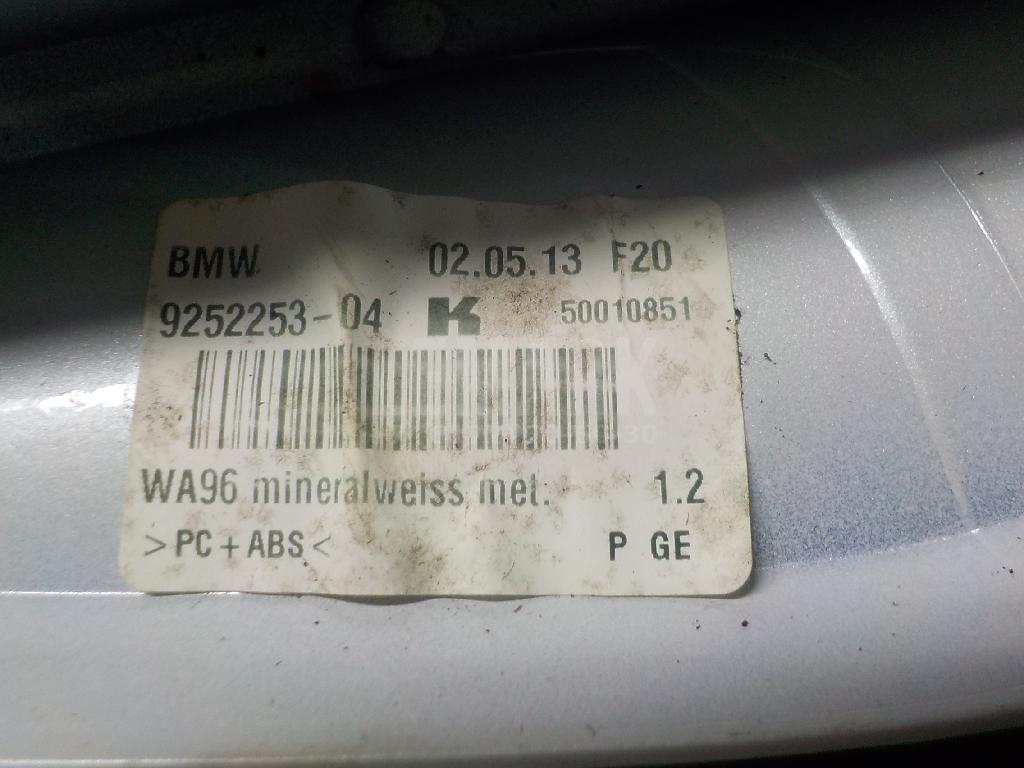 BMW 02.05.13 F20
9252253-04 K 50010851
WA96 mineralweiss met. 1.2
>PC+ABS< P GE